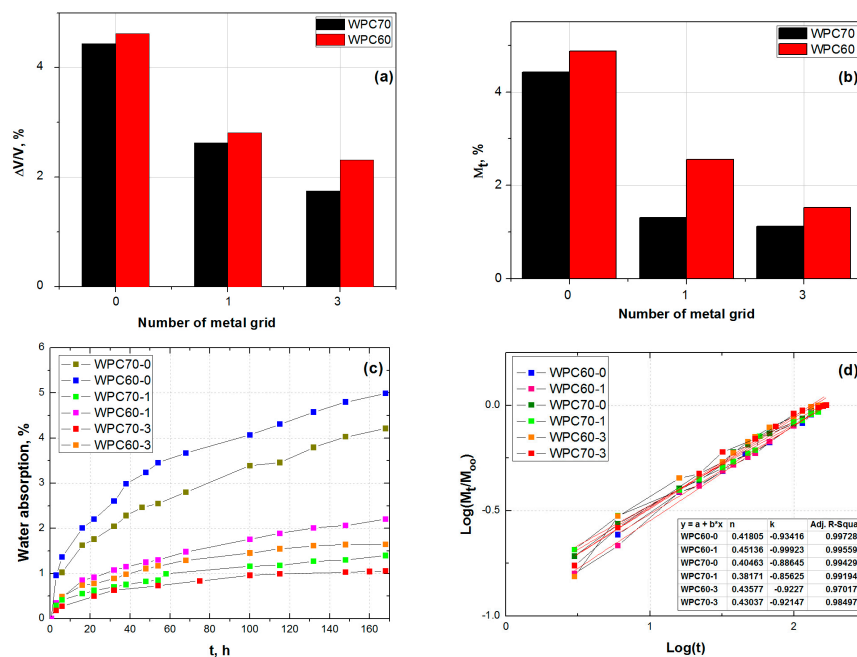 WPC70
WPC60
(a)
ΔV/V, %
4
2
0
0 1 3
Number of metal grid
WPC70
WPC60
(b)
Mt, %
4
2
0
0 1 3
Number of metal grid
(c)
WPC70-0
WPC60-0
WPC70-1
WPC60-1
WPC70-3
WPC60-3
Water absorption, %
6
5
4
3
2
1
0
0 20 40 60 80 100 120 140 160
t, h
(d)
WPC60-0
WPC60-1
WPC70-0
WPC70-1
WPC60-3
WPC70-3
Log(Mt/Moo)
0.0
-0.5
-1.0
y = a + b*x n k Adj. R-Squa
WPC60-0 0.41805 -0.93416 0.99728
WPC60-1 0.45136 -0.99923 0.99559
WPC70-0 0.40463 -0.88645 0.99429
WPC70-1 0.38171 -0.85625 0.99194
WPC60-3 0.43577 -0.9227 0.97017
WPC70-3 0.43037 -0.92147 0.98497
0 1 2
Log(t)